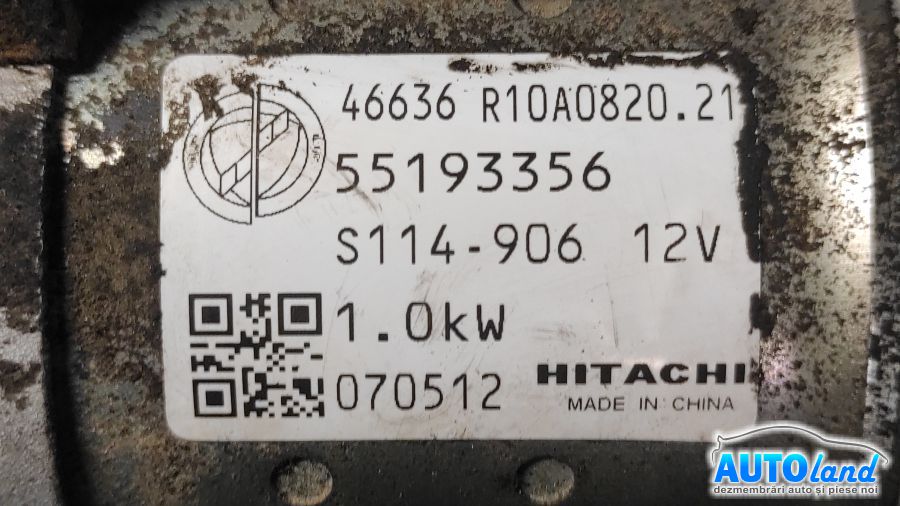 46636 R10A0820.21
55193356
S114-906 12V
1.0kW
070512
HITACHI
MADE IN CHINA
AUTOland
dezmembrări auto și piese noi